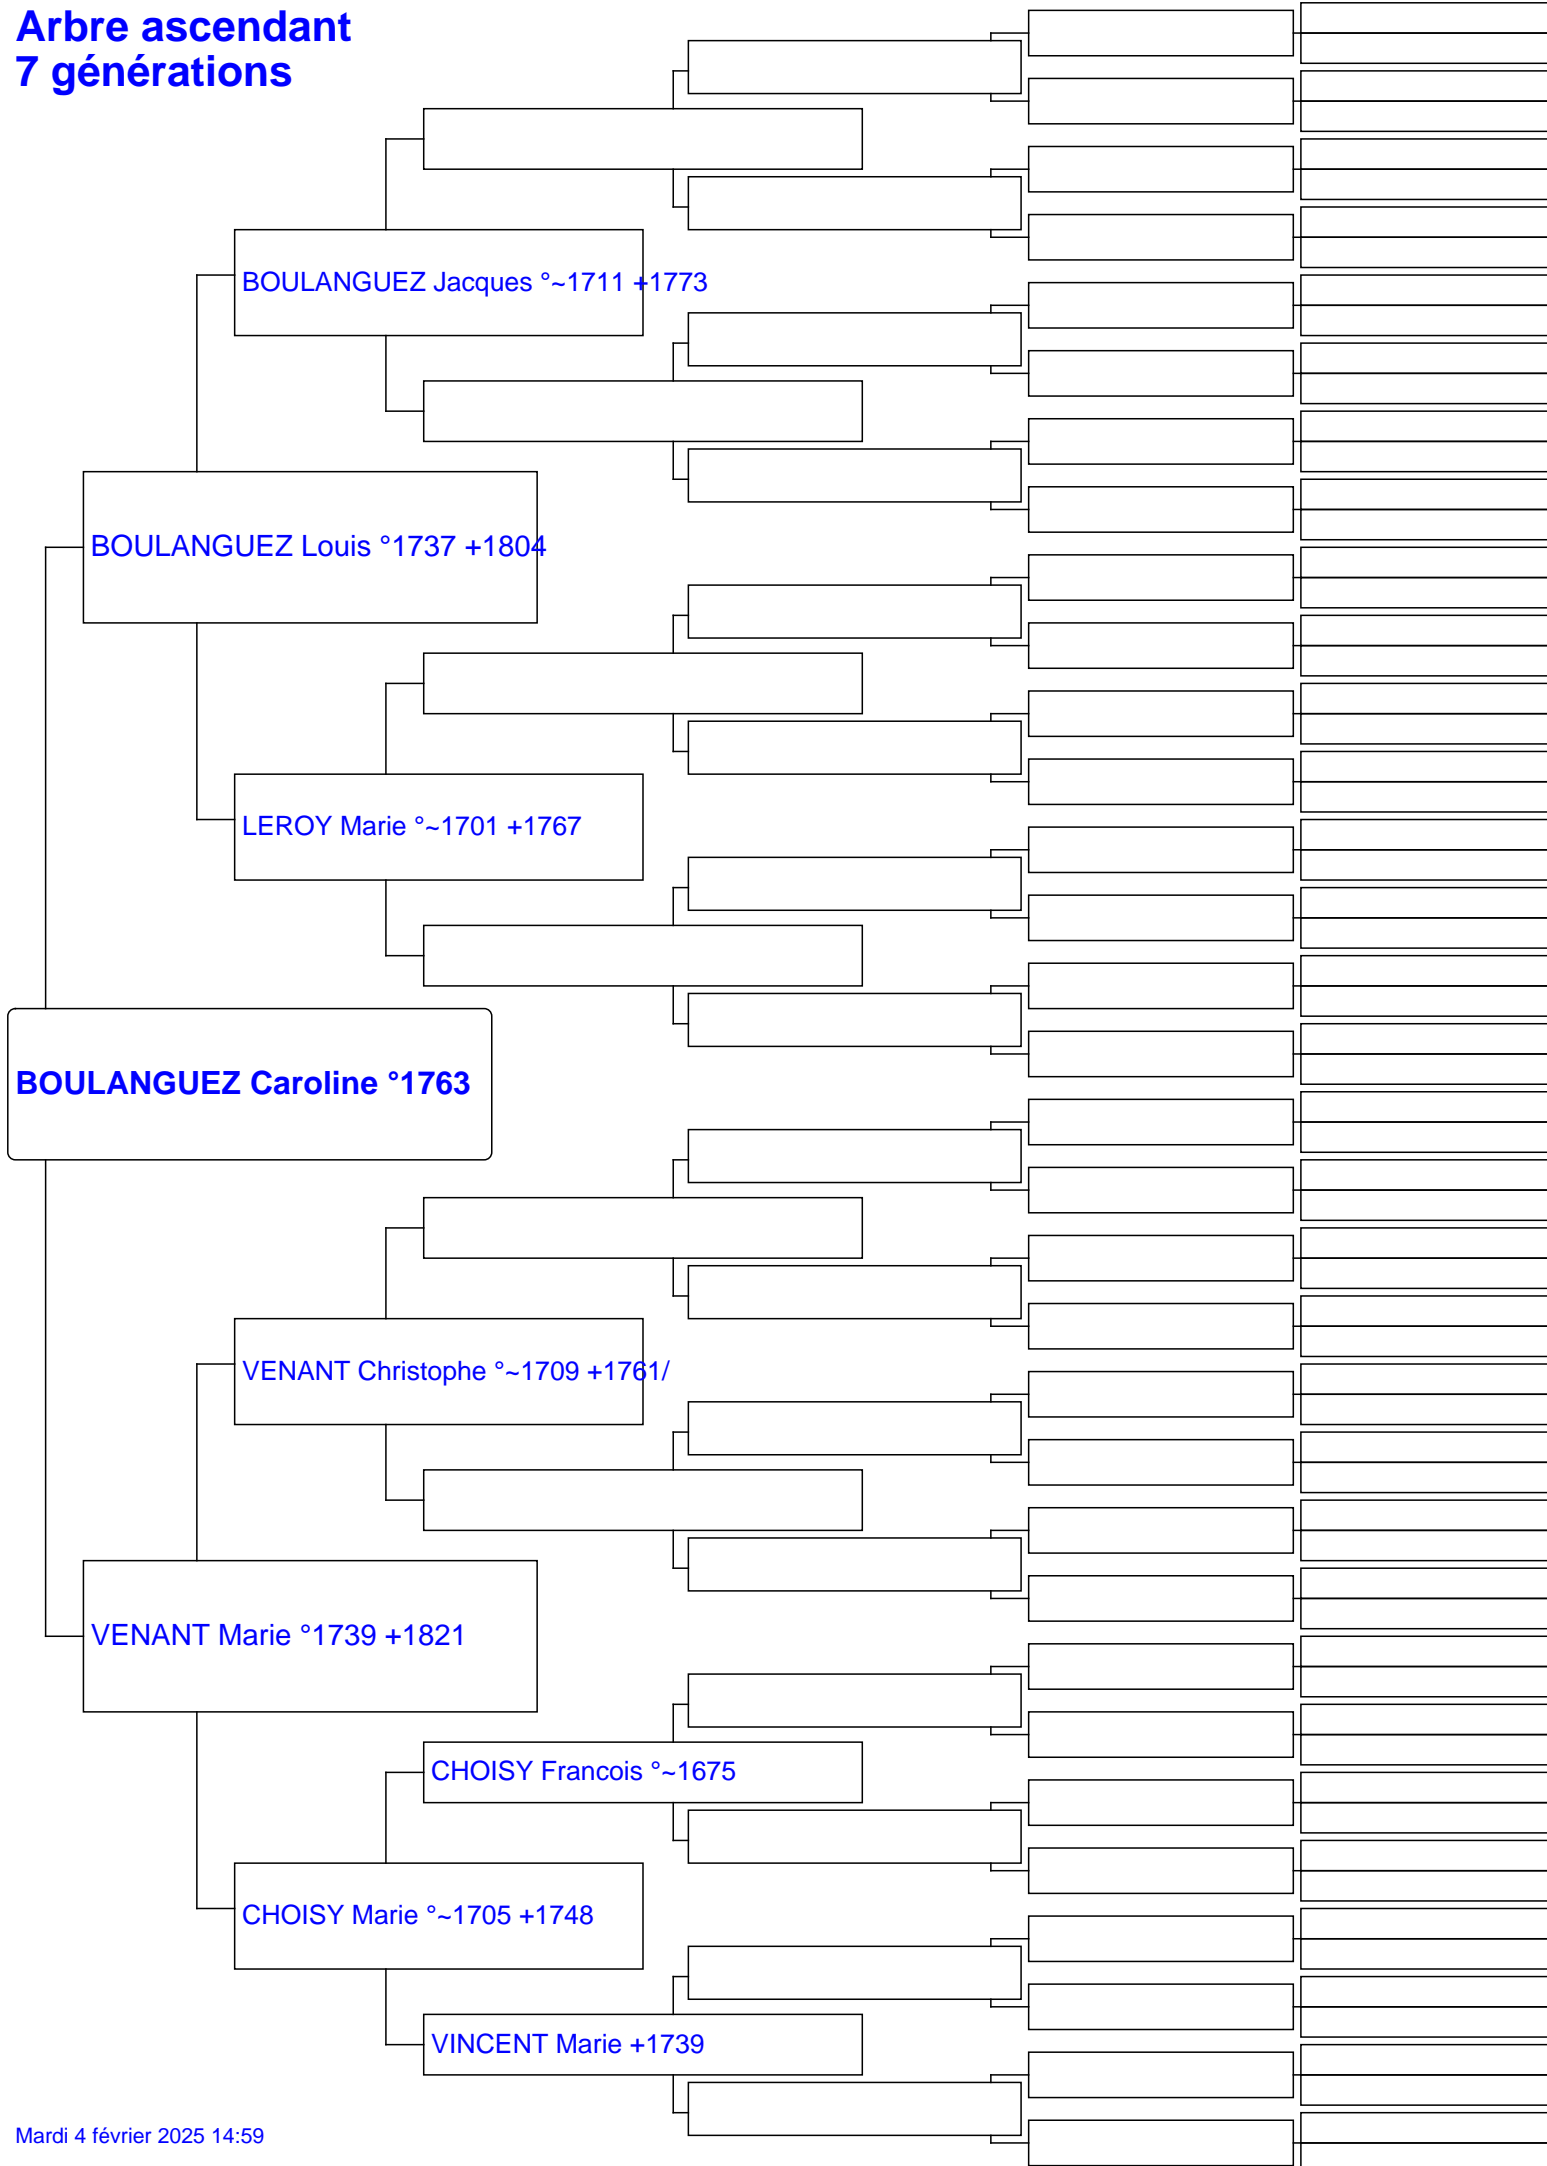 Arbre ascendant
7 générations
BOULANGUEZ Jacques °~1711 +1773
BOULANGUEZ Louis °1737 +1804
LEROY Marie °~1701 +1767
BOULANGUEZ Caroline °1763
VENANT Christophe °~1709 +1761/
VENANT Marie °1739 +1821
CHOISY Francois °~1675
CHOISY Marie °~1705 +1748
VINCENT Marie +1739
Mardi 4 février 2025 14:59